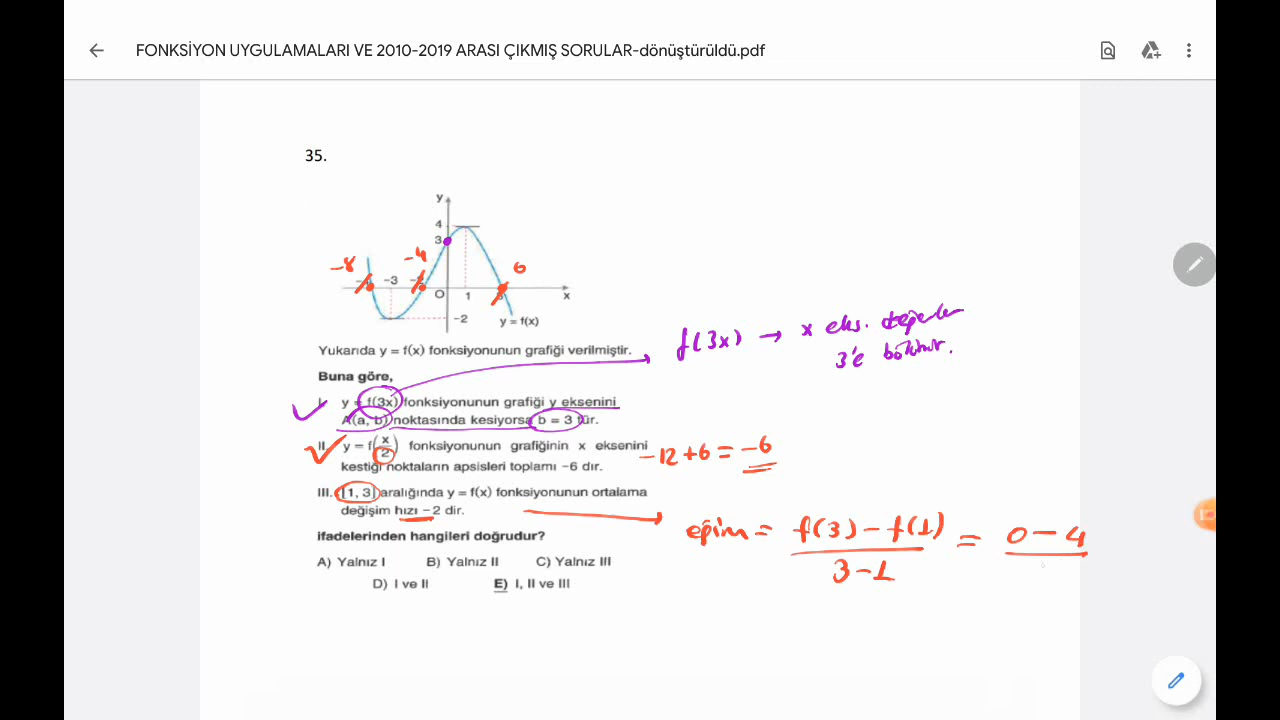 FONKSİYON UYGULAMALARI VE 2010-2019 ARASI ÇIKMIŞ SORULAR-dönüştürüldü.pdf
35.
y
4
3
-8
-4
6
-3
O
1
x
-2
y = f(x)
Yukarıda y = f(x) fonksiyonunun grafiği verilmiştir.
f(3x) → x eks. değerler
3'e bölünür.
Buna göre,
I. y = f(3x) fonksiyonunun grafiği y eksenini
A(a, b) noktasında kesiyorsa b = 3 tür.
II. y = f(x/2) fonksiyonunun grafiğinin x eksenini
kestiği noktaların apsisleri toplamı -6 dır.
-12 + 6 = -6
III. [1, 3] aralığında y = f(x) fonksiyonunun ortalama
değişim hızı -2 dir.
eğim = f(3) - f(1) / 3 - 1 = 0 - 4
ifadelerinden hangileri doğrudur?
A) Yalnız I B) Yalnız II C) Yalnız III
D) I ve II E) I, II ve III